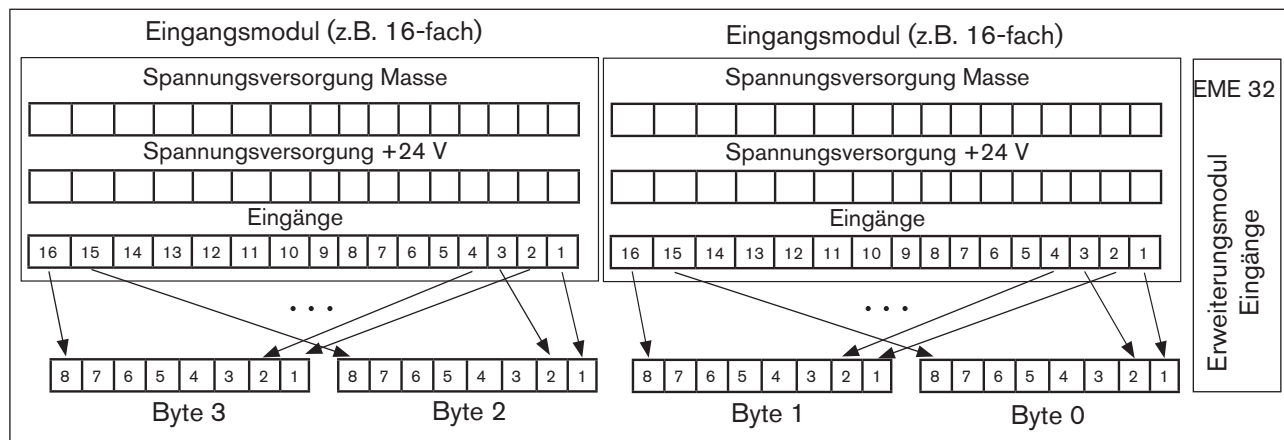 Eingangsmodul (z.B. 16-fach)
Spannungsversorgung Masse
Spannungsversorgung +24 V
Eingänge
16 15 14 13 12 11 10 9 8 7 6 5 4 3 2 1
. . .
8 7 6 5 4 3 2 1
Byte 3
8 7 6 5 4 3 2 1
Byte 2
Eingangsmodul (z.B. 16-fach)
Spannungsversorgung Masse
Spannungsversorgung +24 V
Eingänge
16 15 14 13 12 11 10 9 8 7 6 5 4 3 2 1
. . .
8 7 6 5 4 3 2 1
Byte 1
8 7 6 5 4 3 2 1
Byte 0
EME 32
Erweiterungsmodul
Eingänge